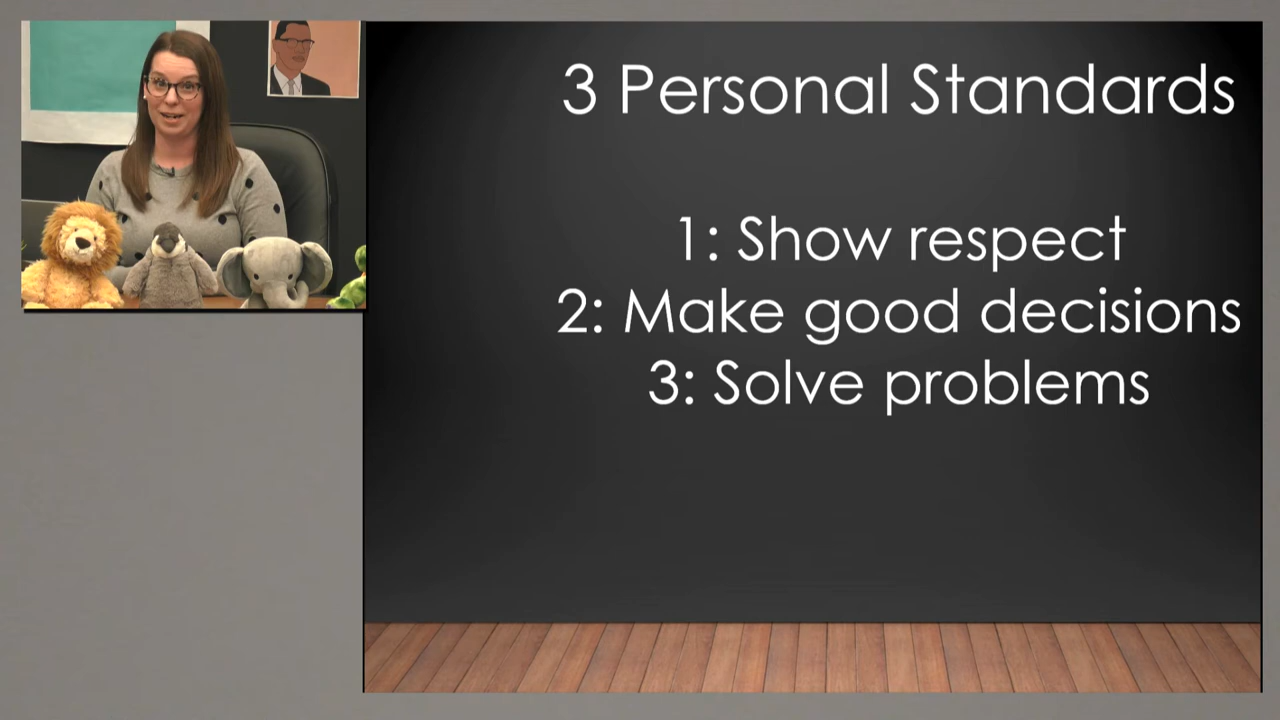 3 Personal Standards
1: Show respect
2: Make good decisions
3: Solve problems